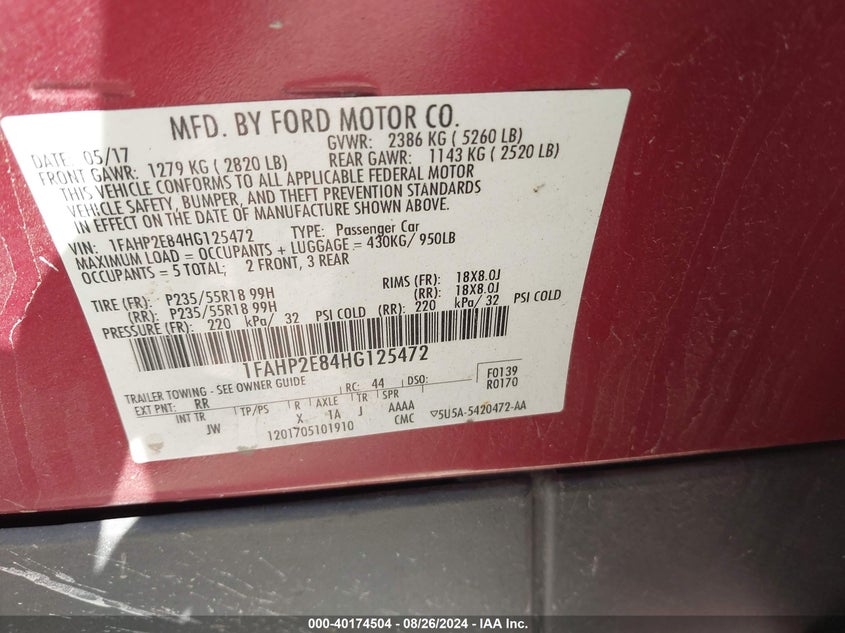 MFD. BY FORD MOTOR CO.
DATE: 05/17 GVWR: 2386 KG ( 5260 LB)
FRONT GAWR: 1279 KG ( 2820 LB) REAR GAWR: 1143 KG ( 2520 LB)
THIS VEHICLE CONFORMS TO ALL APPLICABLE FEDERAL MOTOR
VEHICLE SAFETY, BUMPER, AND THEFT PREVENTION STANDARDS
IN EFFECT ON THE DATE OF MANUFACTURE SHOWN ABOVE.
VIN: 1FAHP2E84HG125472 TYPE: Passenger Car
MAXIMUM LOAD = OCCUPANTS + LUGGAGE = 430KG/ 950LB
OCCUPANTS = 5 TOTAL; 2 FRONT, 3 REAR
TIRE (FR): P235/55R18 99H RIMS (FR): 18X8.0J
(RR): P235/55R18 99H (RR): 18X8.0J
PRESSURE (FR): 220 kPa/ 32 PSI COLD (RR): 220 kPa/ 32 PSI COLD
1FAHP2E84HG125472
TRAILER TOWING - SEE OWNER GUIDE F0139
EXT PNT: RR RC: 44 DSO: R0170
INT TR TP/PS R AXLE TR SPR
JW X 1A J AAAA
1201705101910 CMC ▽5U5A-5420472-AA
000-40174504 - 08/26/2024 - IAA Inc.